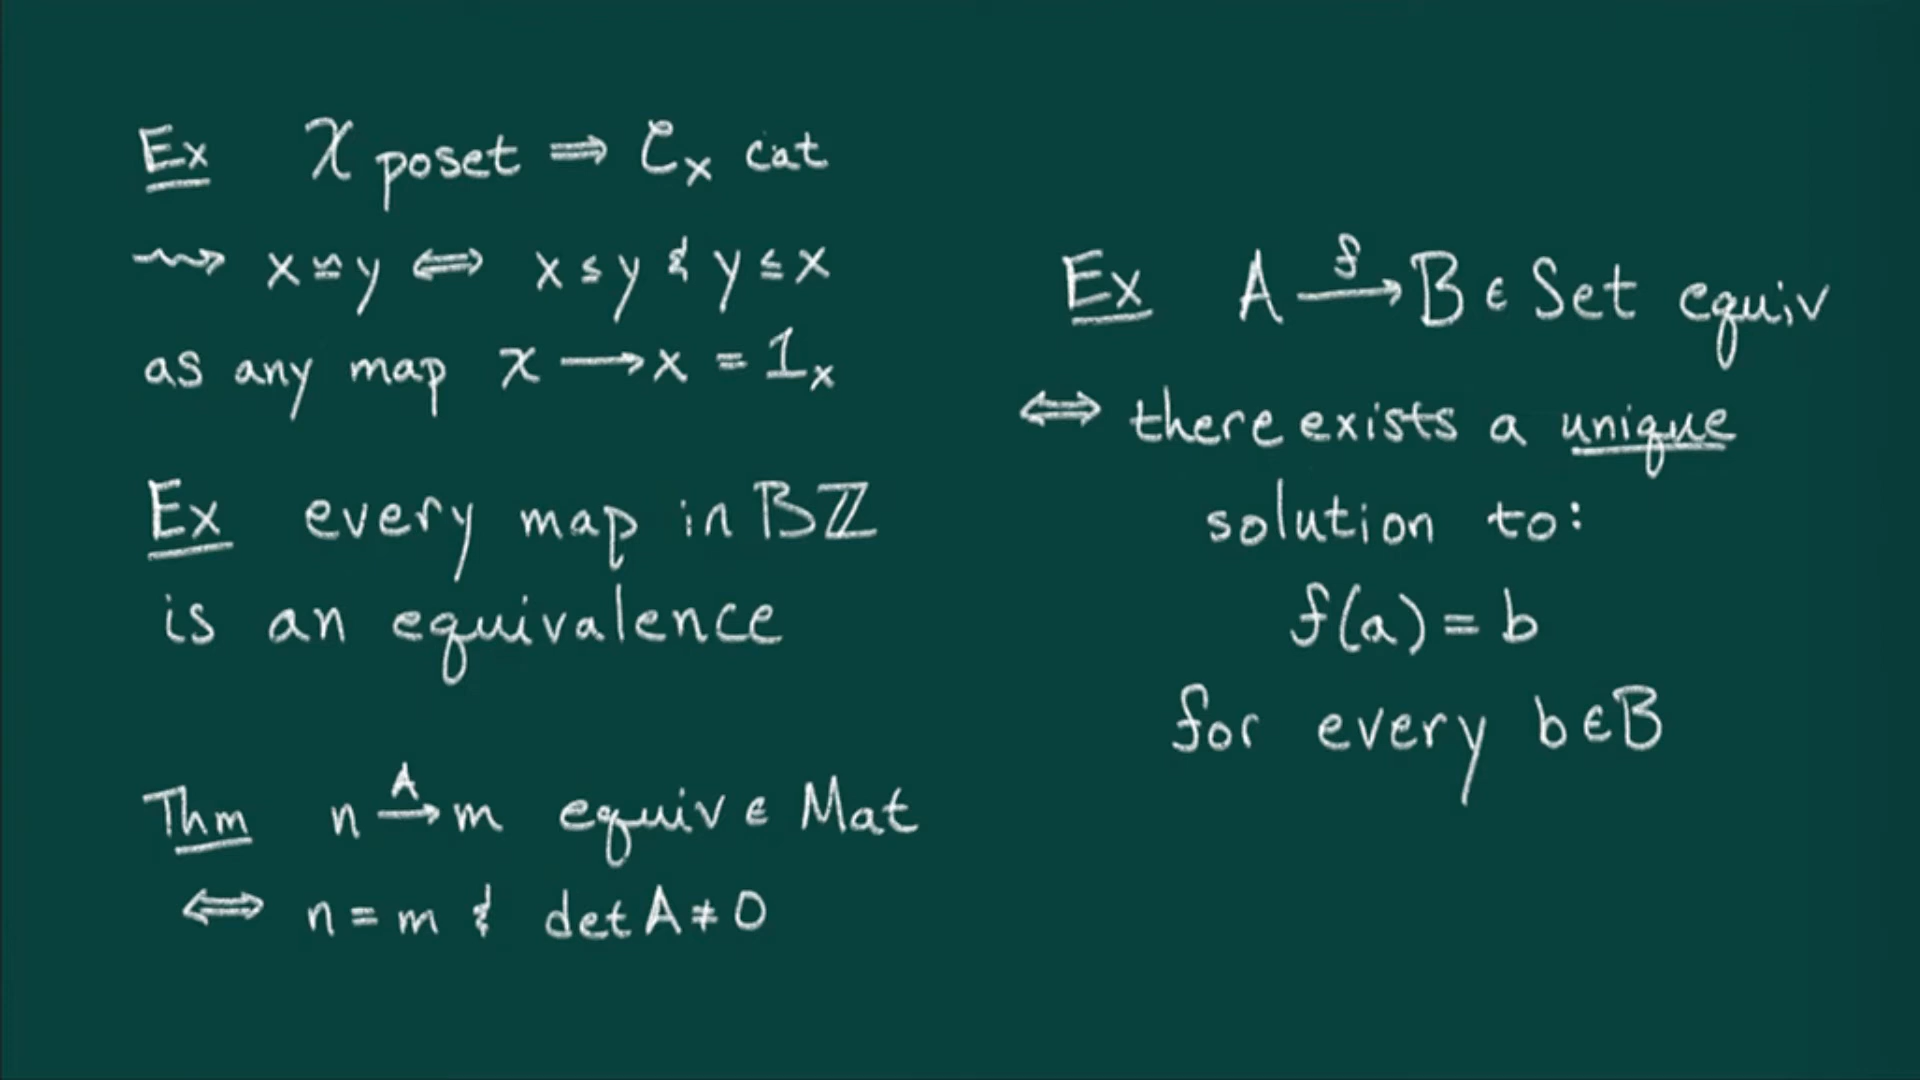 Ex X poset ⇒ C_X cat
⇝ x ≃ y ⟺ x ≤ y & y ≤ x
as any map x ⟶ x = 1_x
Ex every map in Bℤ
is an equivalence
Thm n -A→ m equiv ∈ Mat
⟺ n = m & det A ≠ 0
Ex A -f→ B ∈ Set equiv
⟺ there exists a unique
solution to:
f(a) = b
for every b ∈ B